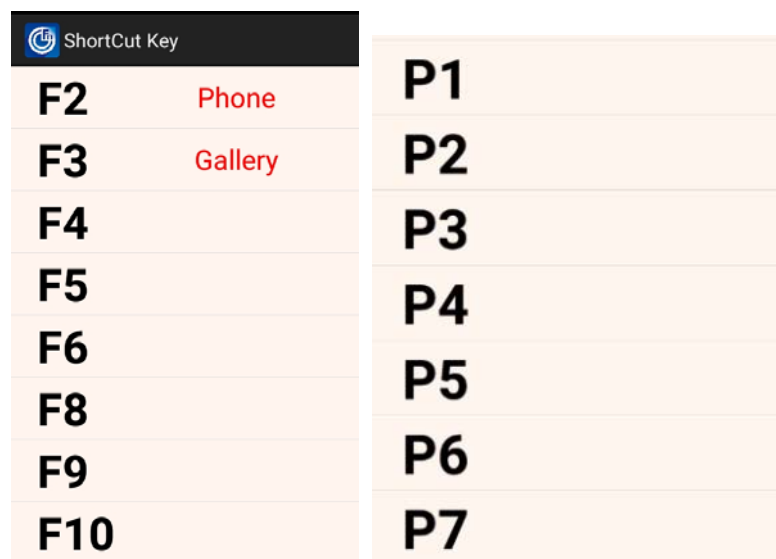 ShortCut Key
F2 Phone
F3 Gallery
F4
F5
F6
F8
F9
F10
P1
P2
P3
P4
P5
P6
P7